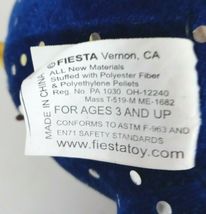 ® FIESTA Vernon, CA
ALL New Materials
Stuffed with Polyester Fiber
& Polyethylene Pellets
Reg. No. PA 1030 OH-12240
Mass T-519-M ME-1682
MADE IN CHINA
FOR AGES 3 AND UP
CONFORMS TO ASTM F-963 AND
EN71 SAFETY STANDARDS
www.fiestatoy.com